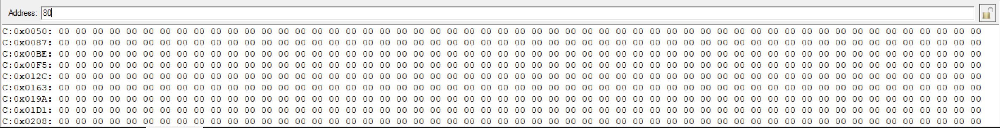 Address: 80
C:0x0050: 00 00 00 00 00 00 00 00 00 00 00 00 00 00 00 00 00 00 00 00 00 00 00 00 00 00 00 00 00 00 00 00 00 00 00 00 00 00 00 00 00 00 00 00 00 00 00 00 00 00 00 00 00 00 00
C:0x0087: 00 00 00 00 00 00 00 00 00 00 00 00 00 00 00 00 00 00 00 00 00 00 00 00 00 00 00 00 00 00 00 00 00 00 00 00 00 00 00 00 00 00 00 00 00 00 00 00 00 00 00 00 00 00 00
C:0x00BE: 00 00 00 00 00 00 00 00 00 00 00 00 00 00 00 00 00 00 00 00 00 00 00 00 00 00 00 00 00 00 00 00 00 00 00 00 00 00 00 00 00 00 00 00 00 00 00 00 00 00 00 00 00 00 00
C:0x00F5: 00 00 00 00 00 00 00 00 00 00 00 00 00 00 00 00 00 00 00 00 00 00 00 00 00 00 00 00 00 00 00 00 00 00 00 00 00 00 00 00 00 00 00 00 00 00 00 00 00 00 00 00 00 00 00
C:0x012C: 00 00 00 00 00 00 00 00 00 00 00 00 00 00 00 00 00 00 00 00 00 00 00 00 00 00 00 00 00 00 00 00 00 00 00 00 00 00 00 00 00 00 00 00 00 00 00 00 00 00 00 00 00 00 00
C:0x0163: 00 00 00 00 00 00 00 00 00 00 00 00 00 00 00 00 00 00 00 00 00 00 00 00 00 00 00 00 00 00 00 00 00 00 00 00 00 00 00 00 00 00 00 00 00 00 00 00 00 00 00 00 00 00 00
C:0x019A: 00 00 00 00 00 00 00 00 00 00 00 00 00 00 00 00 00 00 00 00 00 00 00 00 00 00 00 00 00 00 00 00 00 00 00 00 00 00 00 00 00 00 00 00 00 00 00 00 00 00 00 00 00 00 00
C:0x01D1: 00 00 00 00 00 00 00 00 00 00 00 00 00 00 00 00 00 00 00 00 00 00 00 00 00 00 00 00 00 00 00 00 00 00 00 00 00 00 00 00 00 00 00 00 00 00 00 00 00 00 00 00 00 00 00
C:0x0208: 00 00 00 00 00 00 00 00 00 00 00 00 00 00 00 00 00 00 00 00 00 00 00 00 00 00 00 00 00 00 00 00 00 00 00 00 00 00 00 00 00 00 00 00 00 00 00 00 00 00 00 00 00 00 00